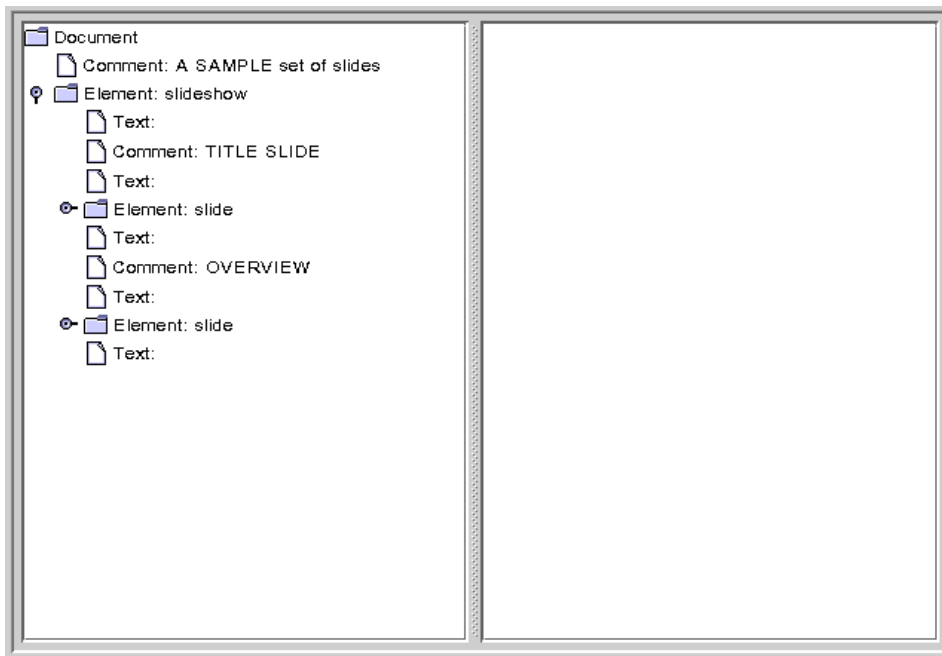 Document
Comment: A SAMPLE set of slides
Element: slideshow
Text:
Comment: TITLE SLIDE
Text:
Element: slide
Text:
Comment: OVERVIEW
Text:
Element: slide
Text: